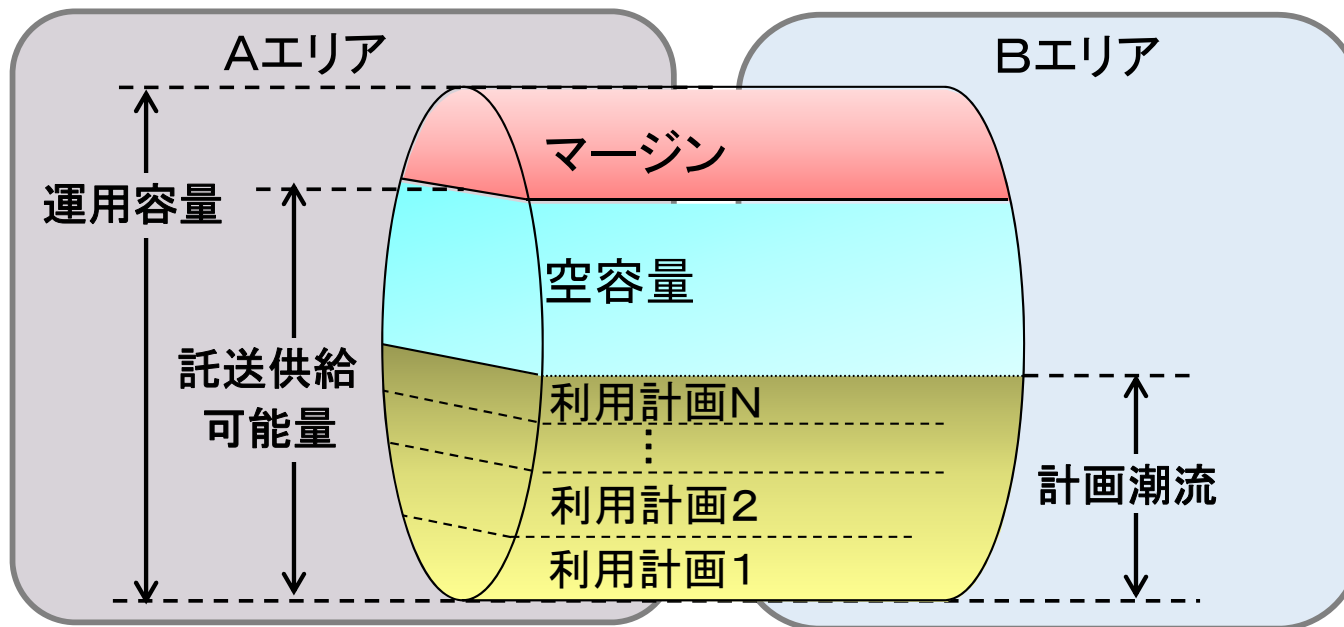 Aエリア
Bエリア
マージン
運用容量
空容量
託送供給
可能量
利用計画N
⋮
利用計画2
利用計画1
計画潮流